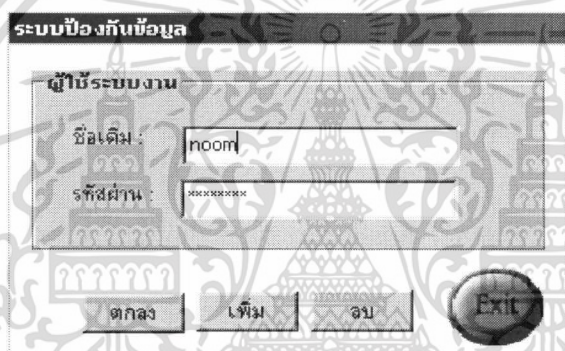 ระบบป้องกันข้อมูล
ผู้ใช้ระบบงาน
ชื่อเดิม : noom
รหัสผ่าน : ********
ตกลง เพิ่ม ลบ Exit